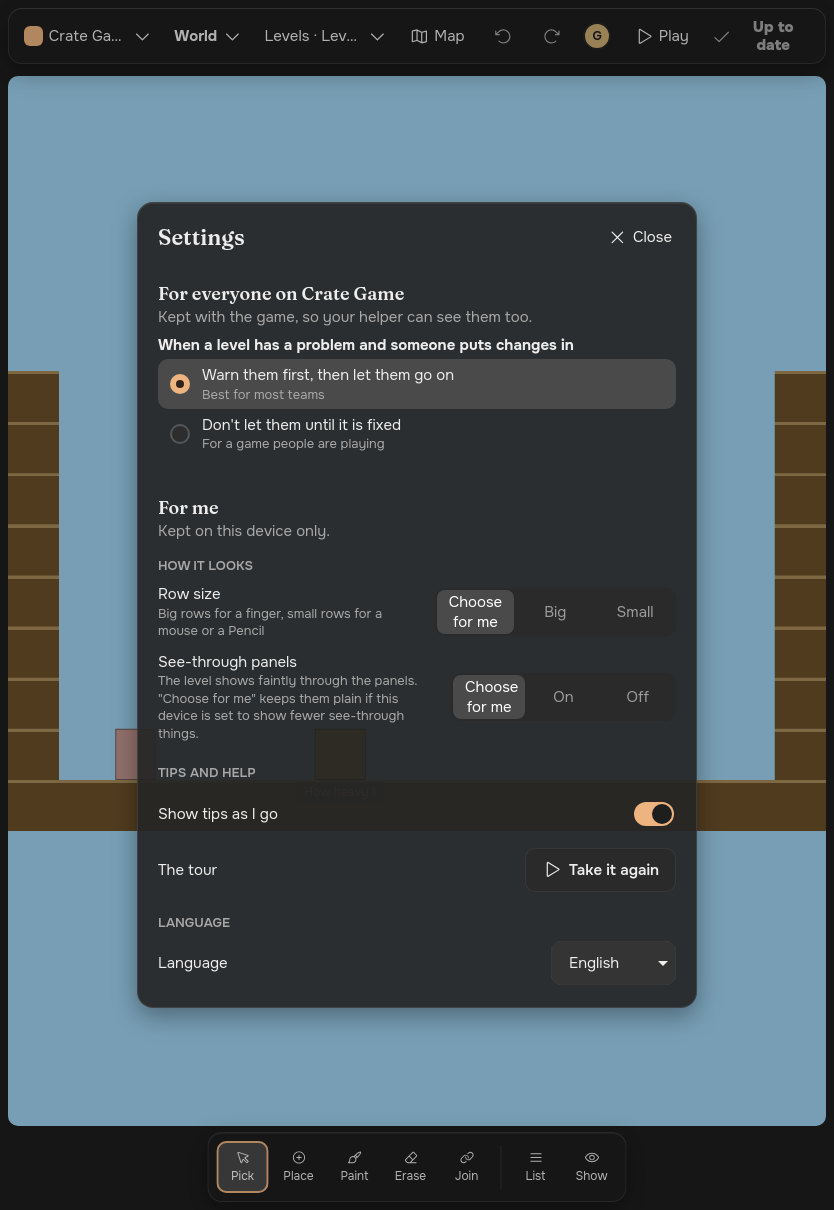 Crate Ga...
World
Levels · Lev...
Map
G
Play
Up to
date
Settings
Close
For everyone on Crate Game
Kept with the game, so your helper can see them too.
When a level has a problem and someone puts changes in
Warn them first, then let them go on
Best for most teams
Don't let them until it is fixed
For a game people are playing
For me
Kept on this device only.
HOW IT LOOKS
Row size
Big rows for a finger, small rows for a
mouse or a Pencil
Choose
for me
Big
Small
See-through panels
The level shows faintly through the panels.
"Choose for me" keeps them plain if this
device is set to show fewer see-through
things.
Choose
for me
On
Off
TIPS AND HELP
Show tips as I go
The tour
Take it again
LANGUAGE
Language
English
Pick
Place
Paint
Erase
Join
List
Show